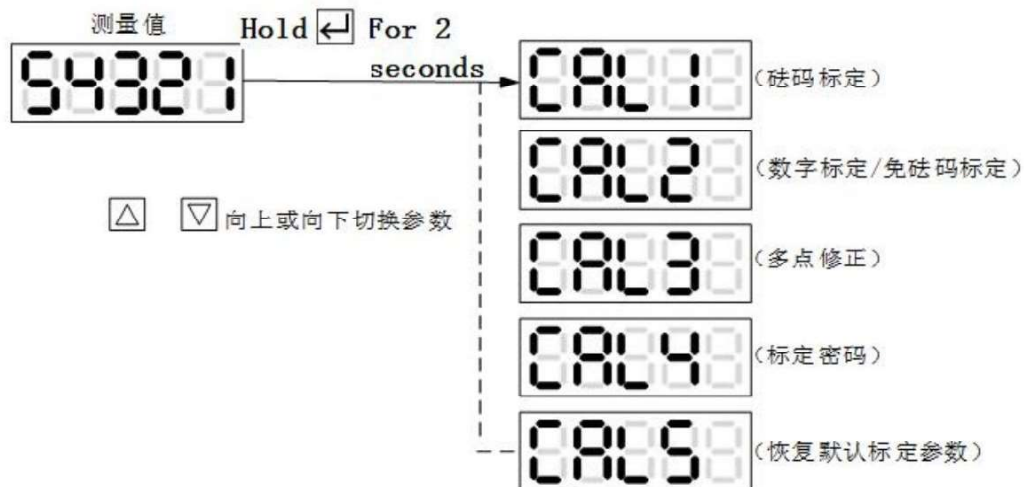 测量值
Hold For 2
seconds
54321
CAL 1
（砝码标定）
CAL2
（数字标定/免砝码标定）
向上或向下切换参数
CAL3
（多点修正）
CAL4
（标定密码）
CAL5
（恢复默认标定参数）